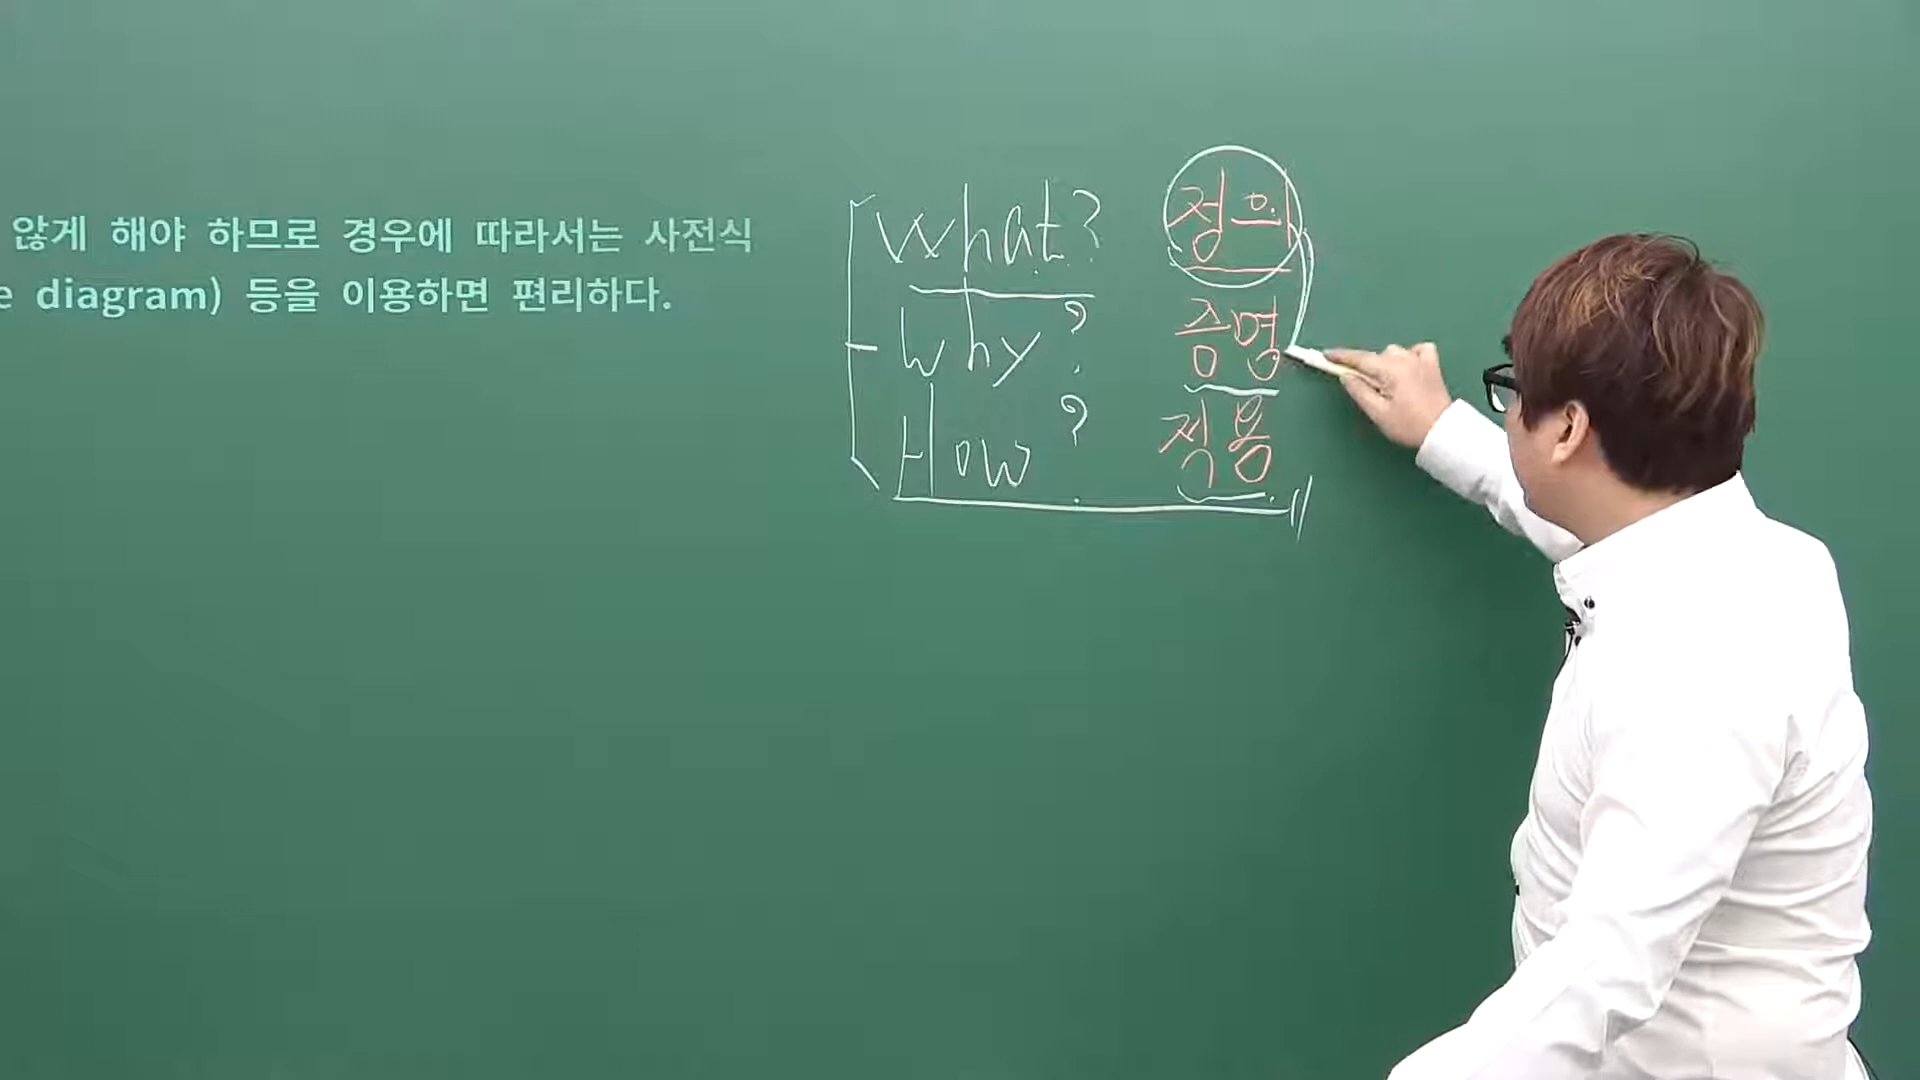 않게 해야 하므로 경우에 따라서는 사전식
e diagram) 등을 이용하면 편리하다.
What? 정의
Why? 증명
How? 적용